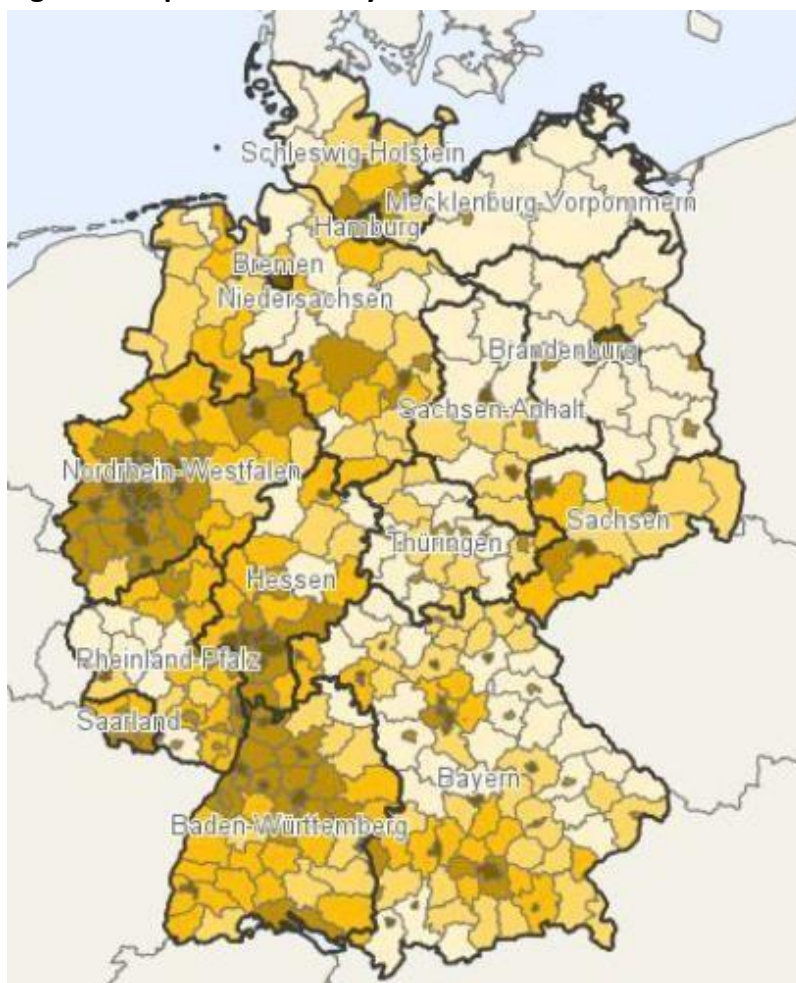 Schleswig-Holstein
Mecklenburg-Vorpommern
Hamburg
Bremen
Niedersachsen
Brandenburg
Sachsen-Anhalt
Nordrhein-Westfalen
Sachsen
Thüringen
Hessen
Rheinland-Pfalz
Saarland
Bayern
Baden-Württemberg